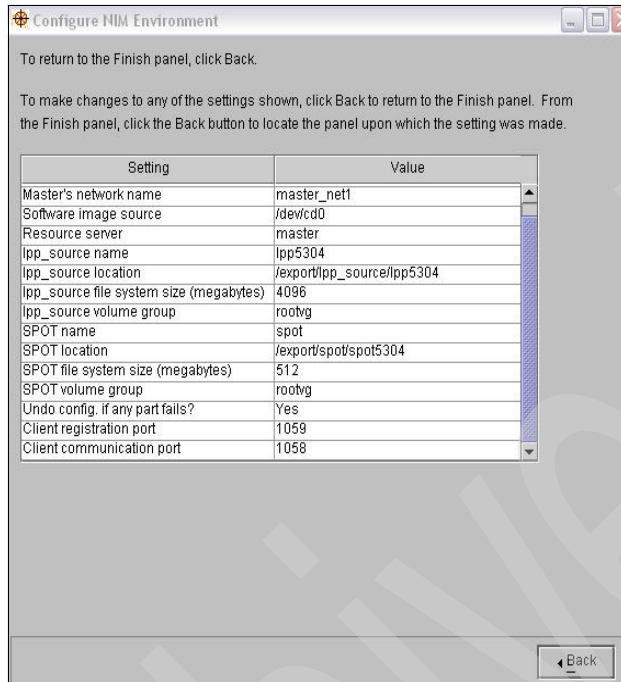 Configure NIM Environment
To return to the Finish panel, click Back.
To make changes to any of the settings shown, click Back to return to the Finish panel. From
the Finish panel, click the Back button to locate the panel upon which the setting was made.
Setting Value
Master's network name master_net1
Software image source /dev/cd0
Resource server master
lpp_source name lpp5304
lpp_source location /export/lpp_source/lpp5304
lpp_source file system size (megabytes) 4096
lpp_source volume group rootvg
SPOT name spot
SPOT location /export/spot/spot5304
SPOT file system size (megabytes) 512
SPOT volume group rootvg
Undo config. if any part fails? Yes
Client registration port 1059
Client communication port 1058
Back